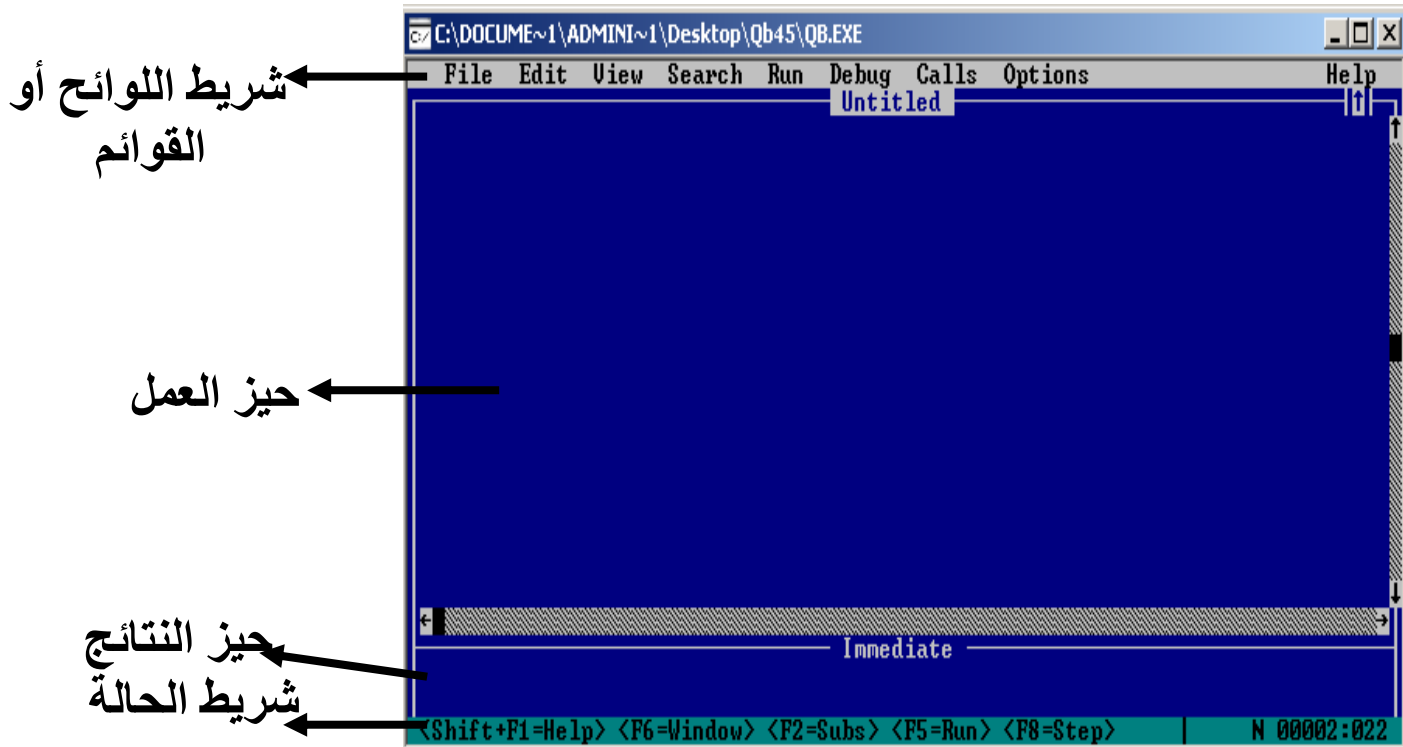 C:\DOCUME~1\ADMINI~1\Desktop\Qb45\QB.EXE
File Edit View Search Run Debug Calls Options Help
شريط اللوائح أو
القوائم
Untitled
حيز العمل
حيز النتائج
Immediate
شريط الحالة
<Shift+F1=Help> <F6=Window> <F2=Subs> <F5=Run> <F8=Step> N 00002:022